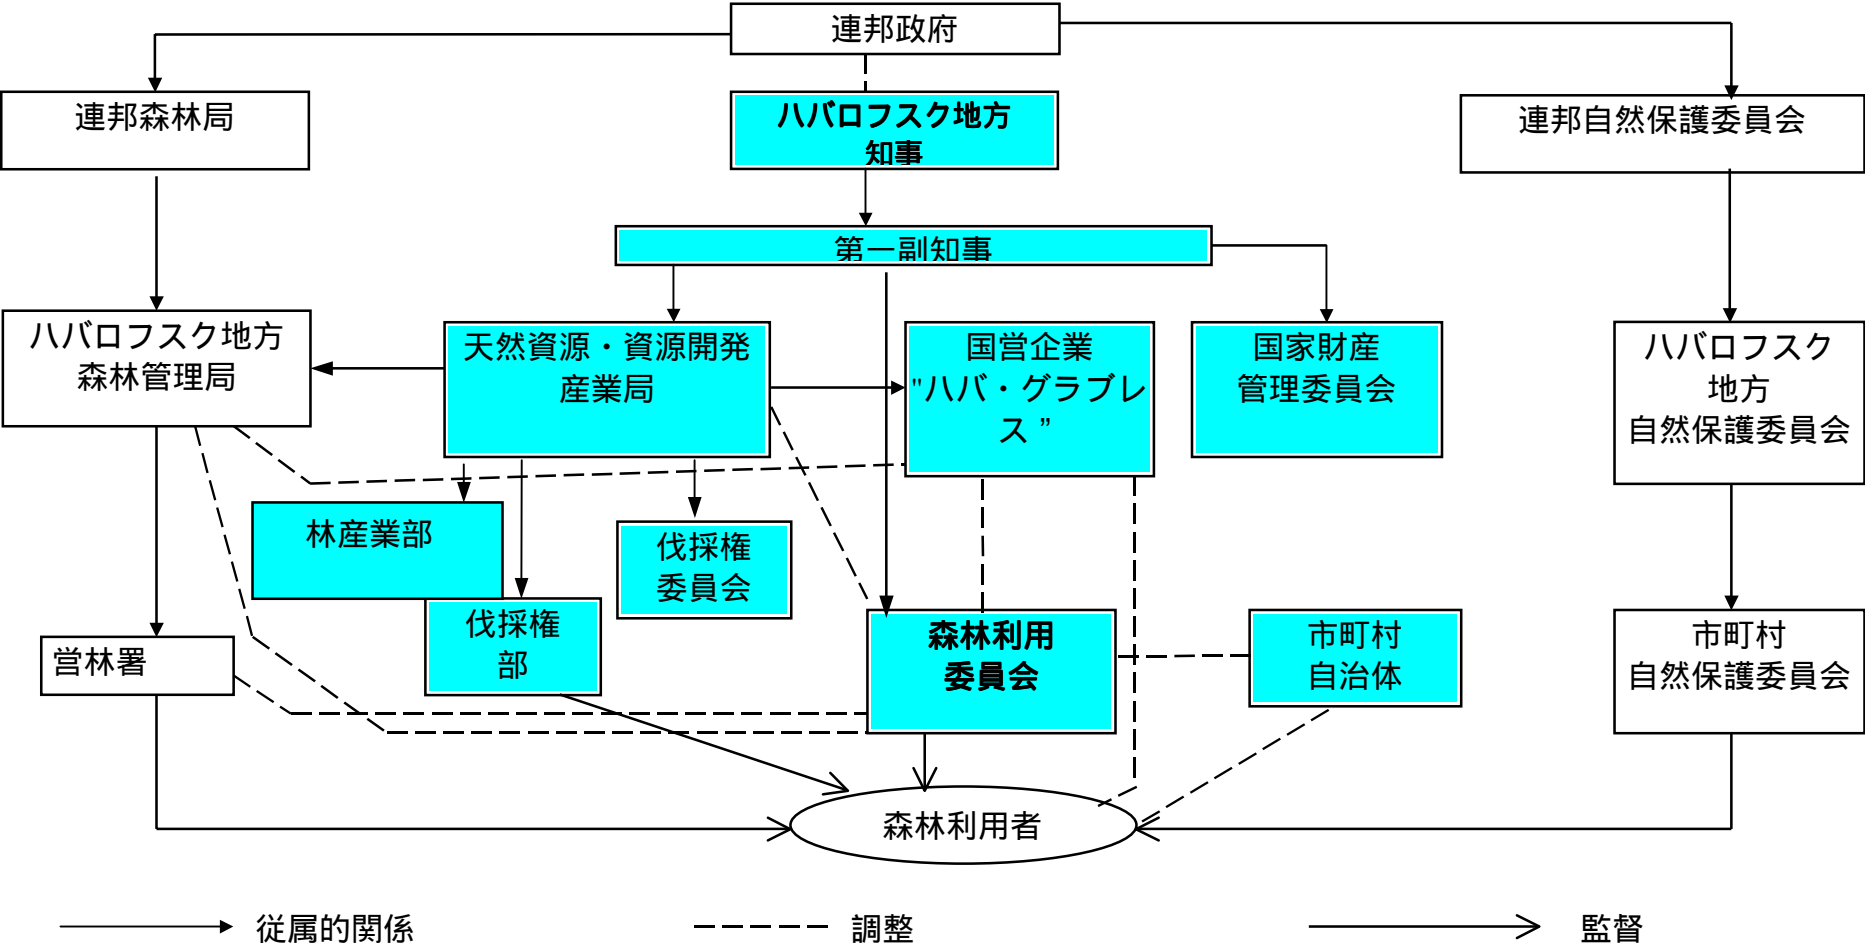 連邦政府
連邦森林局
ハバロフスク地方
知事
連邦自然保護委員会
第一副知事
ハバロフスク地方
森林管理局
天然資源・資源開発
産業局
国営企業
"ハバ・グラブレ
ス ”
国家財産
管理委員会
ハバロフスク
地方
自然保護委員会
林産業部
伐採権
委員会
伐採権
部
営林署
森林利用
委員会
市町村
自治体
市町村
自然保護委員会
森林利用者
従属的関係
調整
監督